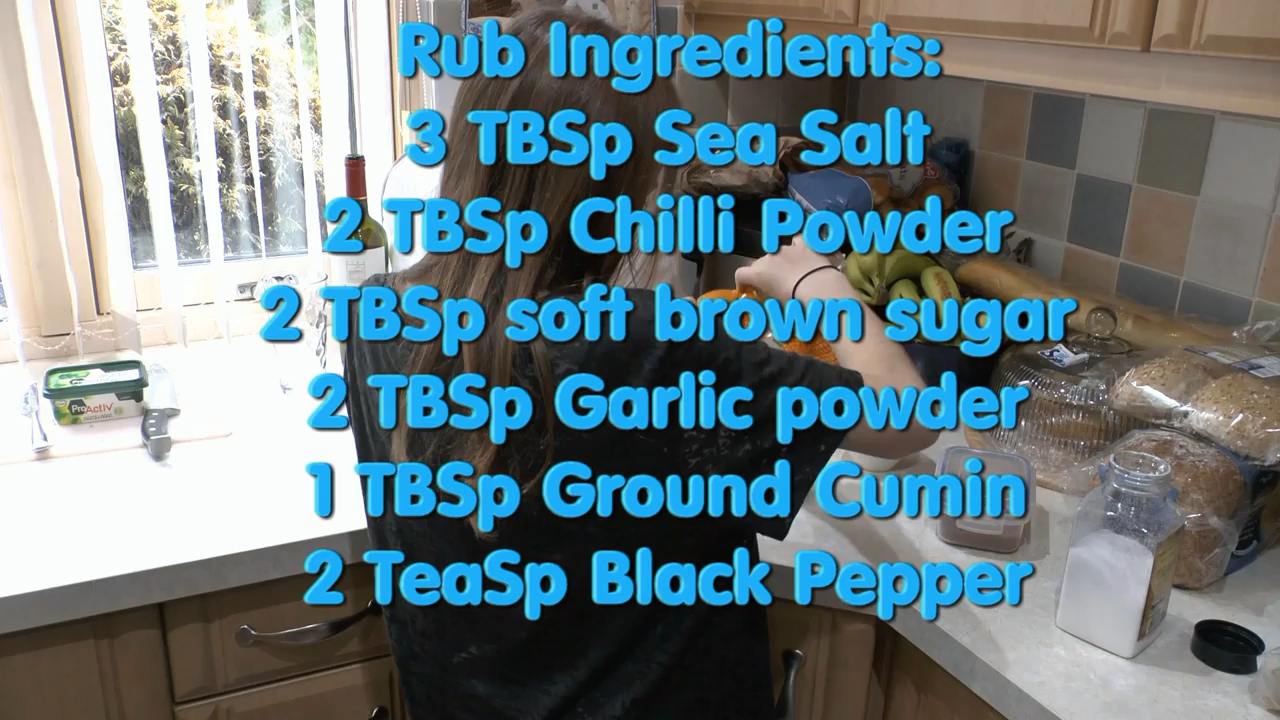 Rub Ingredients:
3 TBSp Sea Salt
2 TBSp Chilli Powder
2 TBSp soft brown sugar
2 TBSp Garlic powder
1 TBSp Ground Cumin
2 TeaSp Black Pepper
ProActiv